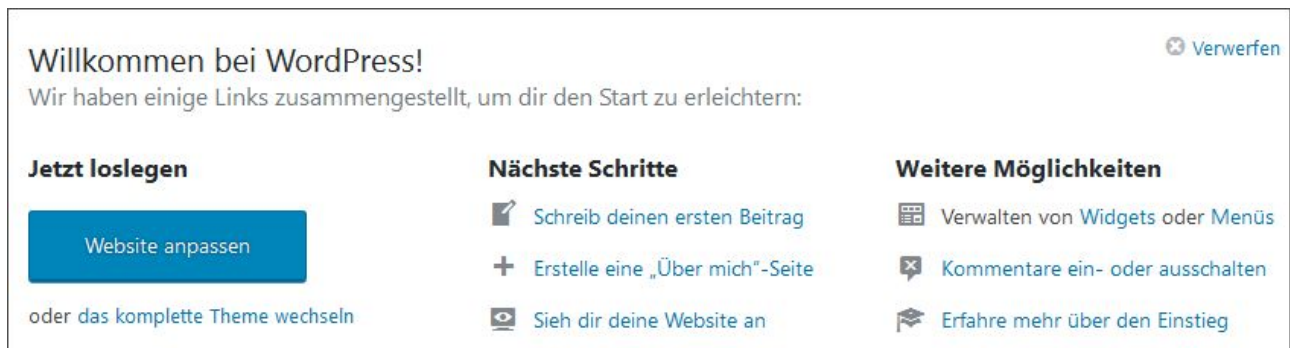 Willkommen bei WordPress!
Verwerfen
Wir haben einige Links zusammengestellt, um dir den Start zu erleichtern:
Jetzt loslegen
Website anpassen
oder das komplette Theme wechseln
Nächste Schritte
Schreib deinen ersten Beitrag
Erstelle eine „Über mich“-Seite
Sieh dir deine Website an
Weitere Möglichkeiten
Verwalten von Widgets oder Menüs
Kommentare ein- oder ausschalten
Erfahre mehr über den Einstieg